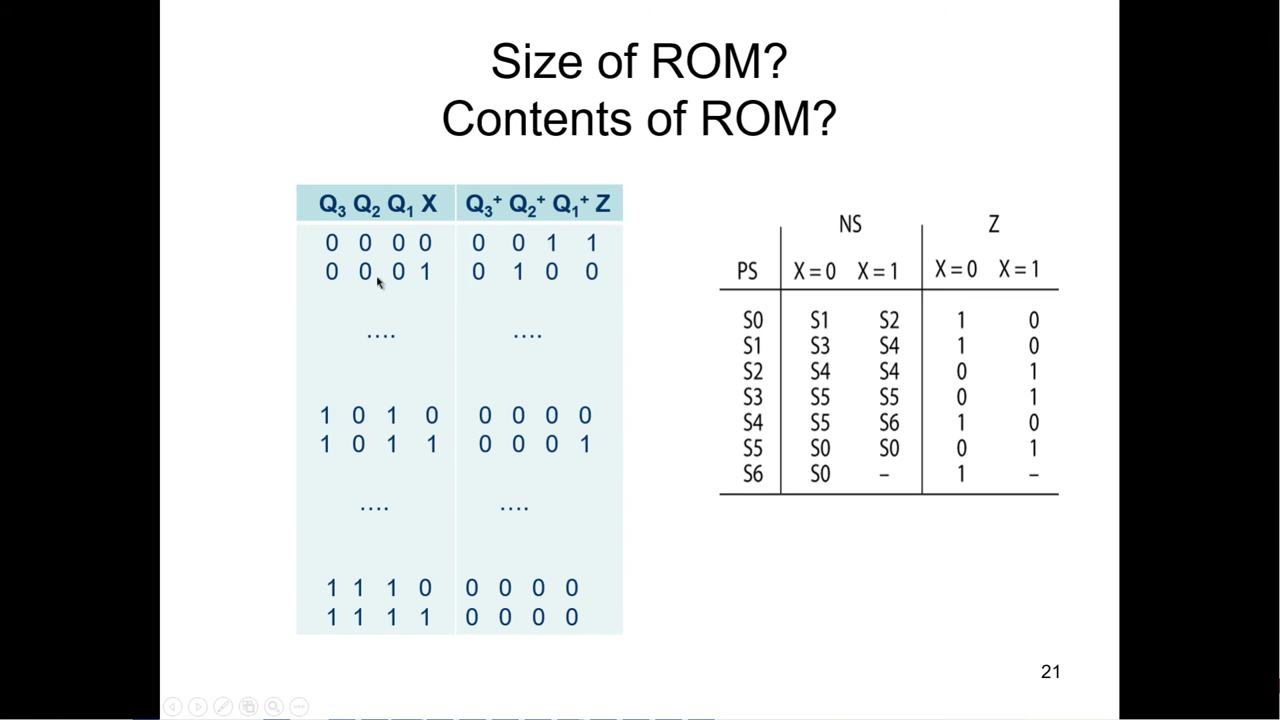 Size of ROM?
Contents of ROM?
Q3 Q2 Q1 X Q3+ Q2+ Q1+ Z
0 0 0 0 0 0 1 1
0 0 0 1 0 1 0 0
.... ....
1 0 1 0 0 0 0 0
1 0 1 1 0 0 0 1
.... ....
1 1 1 0 0 0 0 0
1 1 1 1 0 0 0 0
NS Z
PS X = 0 X = 1 X = 0 X = 1
S0 S1 S2 1 0
S1 S3 S4 1 0
S2 S4 S4 0 1
S3 S5 S5 0 1
S4 S5 S6 1 0
S5 S0 S0 0 1
S6 S0 – 1 –
21